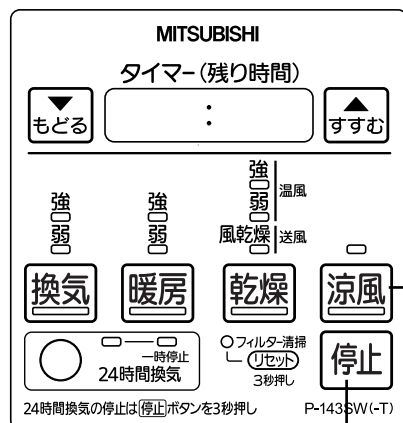 MITSUBISHI
タイマー(残り時間)
▼
もどる
:
▲
すすむ
強
弱
強
弱
強
弱
温風
風乾燥
送風
換気
暖房
乾燥
涼風
一時停止
24時間換気
フィルター清掃
リセット
3秒押し
停止
24時間換気の停止は停止ボタンを3秒押し
P-143SW(-T)